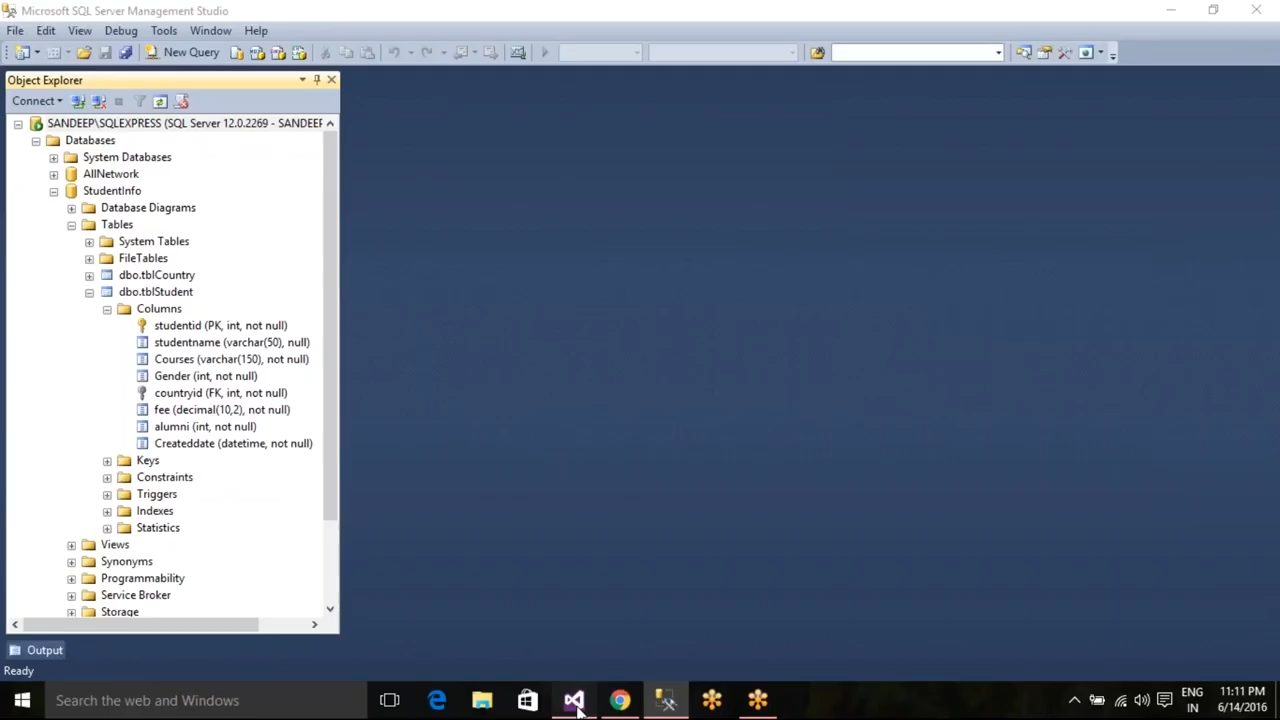 Microsoft SQL Server Management Studio
File Edit View Debug Tools Window Help
New Query
Object Explorer
Connect
SANDEEP\SQLEXPRESS (SQL Server 12.0.2269 - SANDEEP
Databases
System Databases
AllNetwork
StudentInfo
Database Diagrams
Tables
System Tables
FileTables
dbo.tblCountry
dbo.tblStudent
Columns
studentid (PK, int, not null)
studentname (varchar(50), null)
Courses (varchar(150), not null)
Gender (int, not null)
countryid (FK, int, not null)
fee (decimal(10,2), not null)
alumni (int, not null)
Createddate (datetime, not null)
Keys
Constraints
Triggers
Indexes
Statistics
Views
Synonyms
Programmability
Service Broker
Storage
Output
Ready
Search the web and Windows
ENG 11:11 PM
IN 6/14/2016